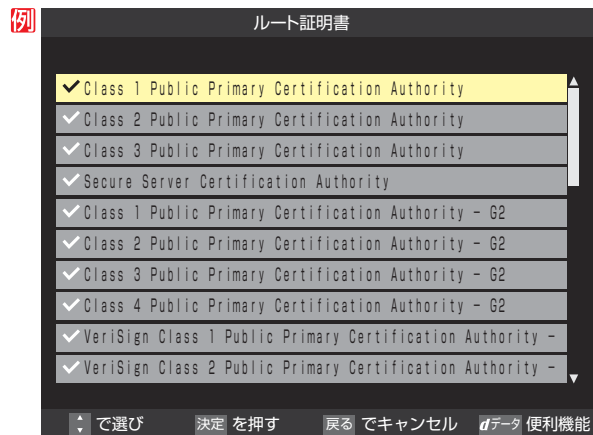 例
ルート証明書
Class 1 Public Primary Certification Authority
Class 2 Public Primary Certification Authority
Class 3 Public Primary Certification Authority
Secure Server Certification Authority
Class 1 Public Primary Certification Authority - G2
Class 2 Public Primary Certification Authority - G2
Class 3 Public Primary Certification Authority - G2
Class 4 Public Primary Certification Authority - G2
VeriSign Class 1 Public Primary Certification Authority -
VeriSign Class 2 Public Primary Certification Authority -
で選び 決定 を押す 戻る でキャンセル dデータ 便利機能